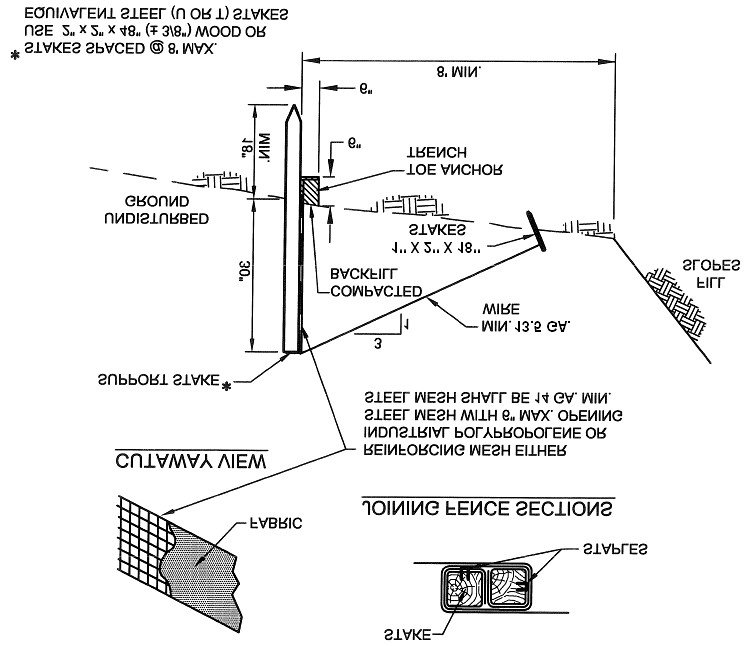 STAKE
STAPLES
JOINING FENCE SECTIONS
FABRIC
CUTAWAY VIEW
REINFORCING MESH EITHER
INDUSTRIAL POLYPROPOLENE OR
STEEL MESH WITH 6" MAX. OPENING
STEEL MESH SHALL BE 14 GA. MIN.
SUPPORT STAKE*
3
1
MIN. 13.5 GA.
WIRE
FILL
SLOPES
30"
COMPACTED
BACKFILL
1" X 2" X 18"
STAKES
UNDISTURBED
GROUND
TOE ANCHOR
TRENCH
18"
MIN.
6"
6"
8' MIN.
* STAKES SPACED @ 8' MAX.
USE 2" x 2" x 48" (± 3/8") WOOD OR
EQUIVALENT STEEL (U OR T) STAKES